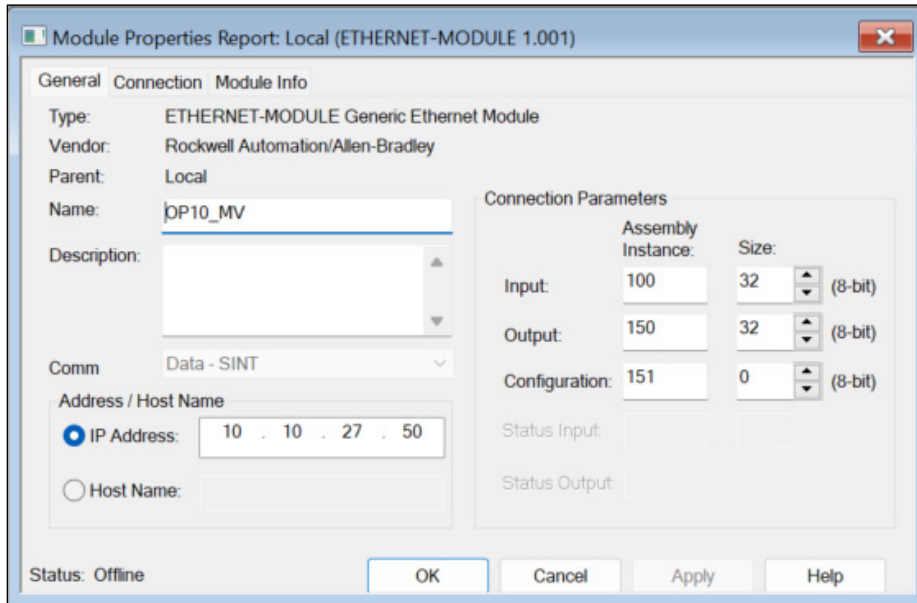 Module Properties Report: Local (ETHERNET-MODULE 1.001)
General Connection Module Info
Type: ETHERNET-MODULE Generic Ethernet Module
Vendor: Rockwell Automation/Allen-Bradley
Parent: Local
Name: OP10_MV
Description:
Comm Data - SINT
Address / Host Name
IP Address: 10 . 10 . 27 . 50
Host Name:
Connection Parameters
Assembly
Instance: Size:
Input: 100 32 (8-bit)
Output: 150 32 (8-bit)
Configuration: 151 0 (8-bit)
Status Input:
Status Output:
Status: Offline
OK Cancel Apply Help